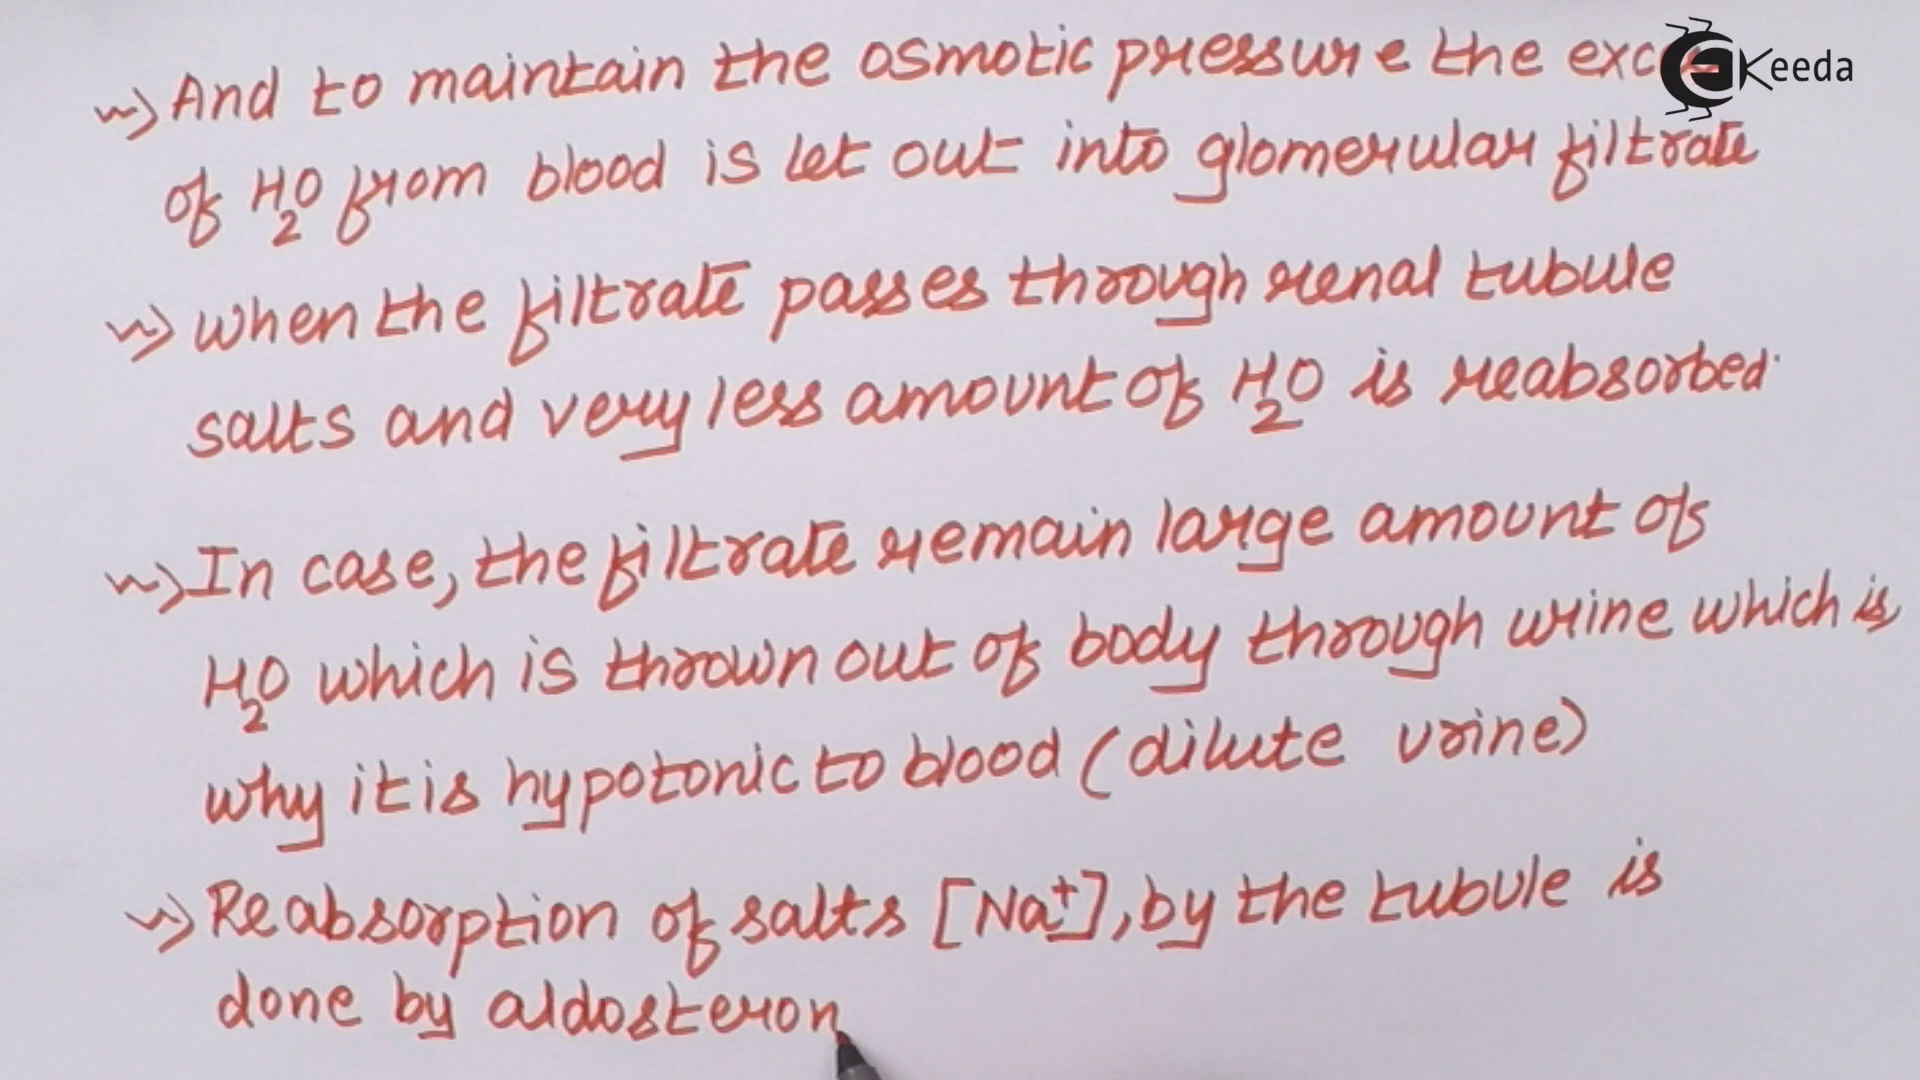 And to maintain the osmotic pressure the exce
of H2O from blood is let out into glomerular filtrate
when the filtrate passes through renal tubule
salts and very less amount of H2O is reabsorbed.
In case, the filtrate remain large amount of
H2O which is thrown out of body through urine which is
why it is hypotonic to blood (dilute urine)
Reabsorption of salts [Na+], by the tubule is
done by aldosteron
Keeda